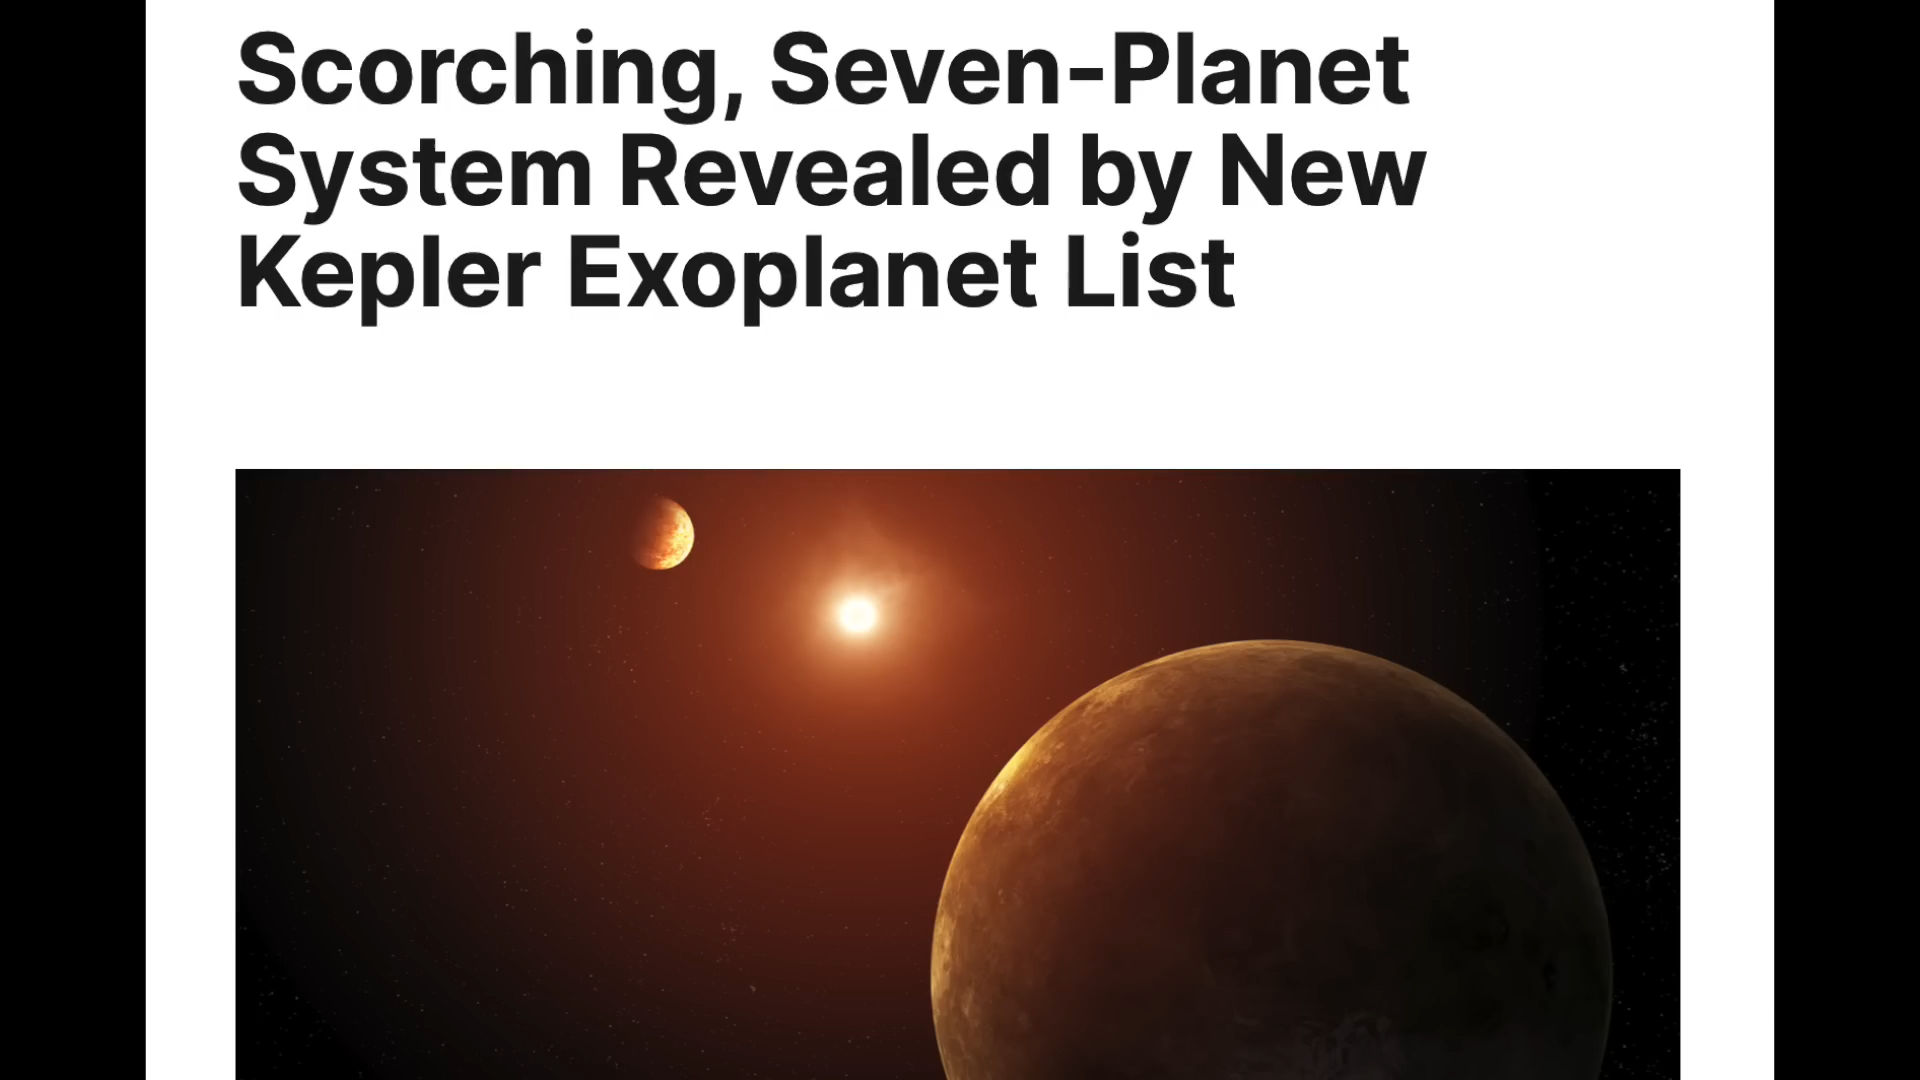 Scorching, Seven-Planet
System Revealed by New
Kepler Exoplanet List